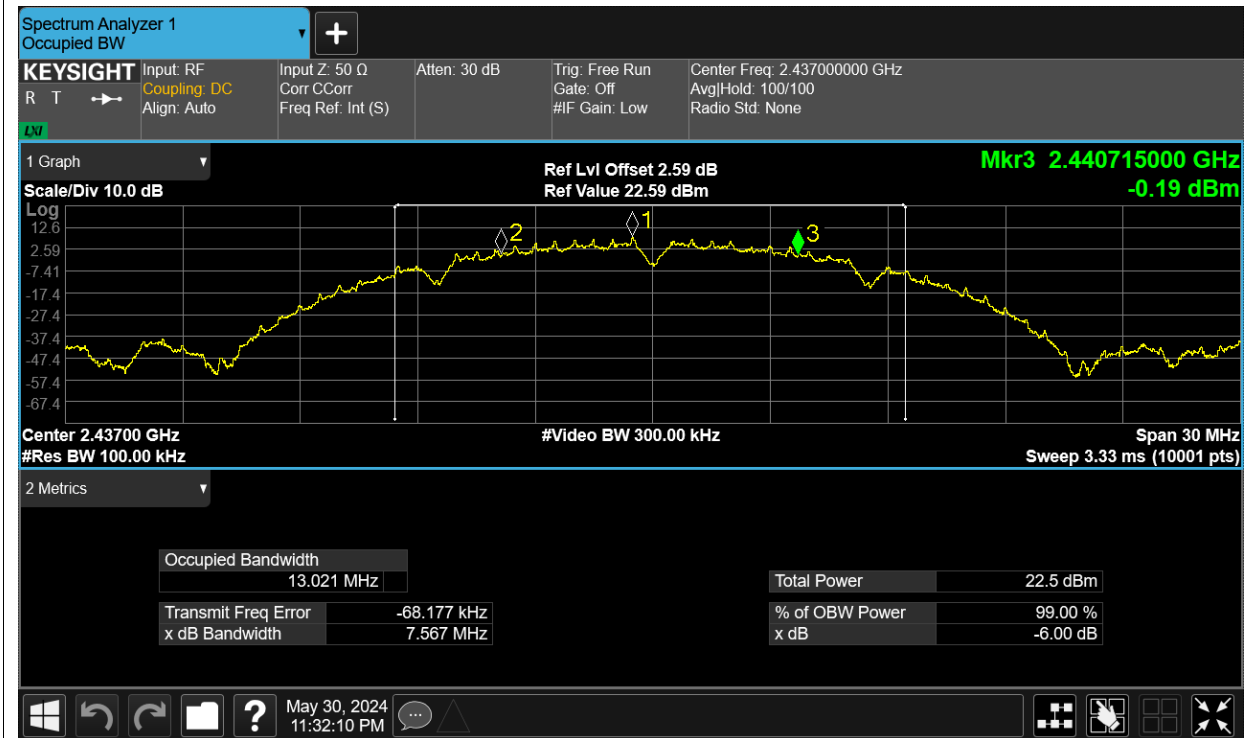 Spectrum Analyzer 1
Occupied BW
+
KEYSIGHT
R T
LXI
Input: RF
Coupling: DC
Align: Auto
Input Z: 50 Ω
Corr CCorr
Freq Ref: Int (S)
Atten: 30 dB
Trig: Free Run
Gate: Off
#IF Gain: Low
Center Freq: 2.437000000 GHz
Avg|Hold: 100/100
Radio Std: None
1 Graph
Scale/Div 10.0 dB
Ref Lvl Offset 2.59 dB
Ref Value 22.59 dBm
Mkr3 2.440715000 GHz
-0.19 dBm
Log
12.6
2.59
-7.41
-17.4
-27.4
-37.4
-47.4
-57.4
-67.4
2
1
3
Center 2.43700 GHz
#Res BW 100.00 kHz
#Video BW 300.00 kHz
Span 30 MHz
Sweep 3.33 ms (10001 pts)
2 Metrics
Occupied Bandwidth
13.021 MHz
Transmit Freq Error -68.177 kHz
x dB Bandwidth 7.567 MHz
Total Power 22.5 dBm
% of OBW Power 99.00 %
x dB -6.00 dB
?
May 30, 2024
11:32:10 PM